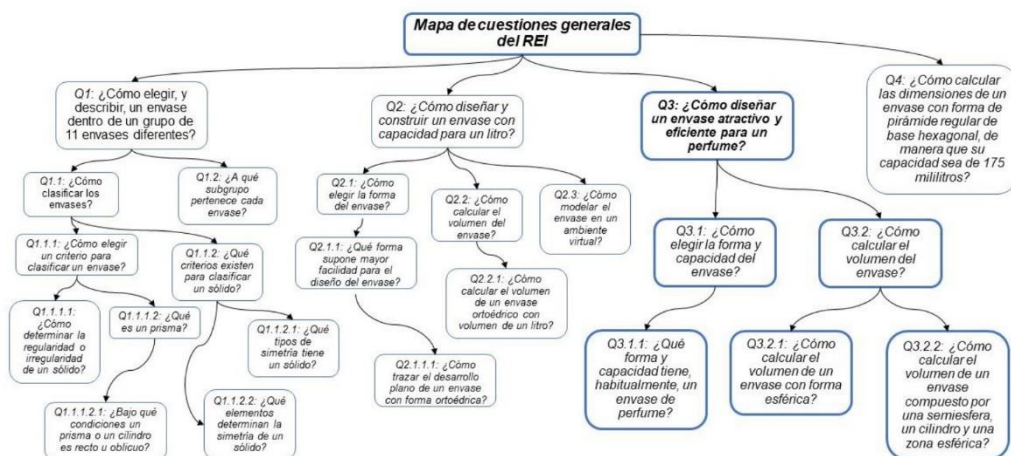 Mapa de cuestiones generales
del REI
Q1: ¿Cómo elegir, y
describir, un envase
dentro de un grupo de
11 envases diferentes?
Q2: ¿Cómo diseñar y
construir un envase con
capacidad para un litro?
Q3: ¿Cómo diseñar
un envase atractivo y
eficiente para un
perfume?
Q4: ¿Cómo calcular
las dimensiones de un
envase con forma de
pirámide regular de
base hexagonal, de
manera que su
capacidad sea de 175
mililitros?
Q1.1: ¿Cómo
clasificar los
envases?
Q1.2: ¿A qué
subgrupo
pertenece cada
envase?
Q2.1: ¿Cómo
elegir la forma
del envase?
Q2.2: ¿Cómo
calcular el
volumen del
envase?
Q2.3: ¿Cómo
modelar el
envase en un
ambiente
virtual?
Q3.1: ¿Cómo
elegir la forma y
capacidad del
envase?
Q3.2: ¿Cómo
calcular el
volumen del
envase?
Q1.1.1: ¿Cómo elegir
un criterio para
clasificar un envase?
Q1.1.2: ¿Qué
criterios existen
para clasificar un
sólido?
Q2.1.1: ¿Qué forma
supone mayor
facilidad para el
diseño del envase?
Q2.2.1: ¿Cómo
calcular el volumen
de un envase
ortoédrico con
volumen de un litro?
Q1.1.1.1:
¿Cómo
determinar la
regularidad o
irregularidad
de un sólido?
Q1.1.1.2: ¿Qué
es un prisma?
Q1.1.2.1: ¿Qué
tipos de
simetría tiene
un sólido?
Q2.1.1.1: ¿Cómo
trazar el desarrollo
plano de un envase
con forma ortoédrica?
Q3.1.1: ¿Qué
forma y
capacidad tiene,
habitualmente, un
envase de
perfume?
Q3.2.1: ¿Cómo
calcular el
volumen de un
envase con forma
esférica?
Q3.2.2: ¿Cómo
calcular el
volumen de un
envase
compuesto por
una semiesfera,
un cilindro y una
zona esférica?
Q1.1.1.2.1: ¿Bajo qué
condiciones un
prisma o un cilindro
es recto u oblicuo?
Q1.1.2.2: ¿Qué
elementos
determinan la
simetría de un
sólido?